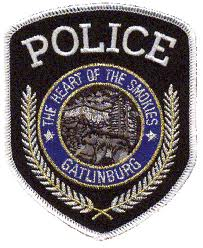 POLICE
THE HEART OF THE SMOKIES
GATLINBURG